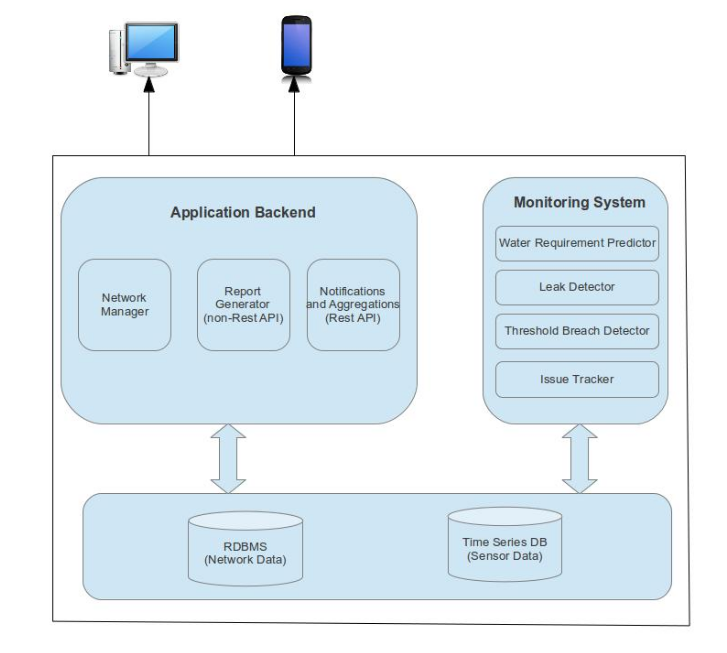 Application Backend
Monitoring System
Network
Manager
Report
Generator
(non-Rest API)
Notifications
and Aggregations
(Rest API)
Water Requirement Predictor
Leak Detector
Threshold Breach Detector
Issue Tracker
RDBMS
(Network Data)
Time Series DB
(Sensor Data)